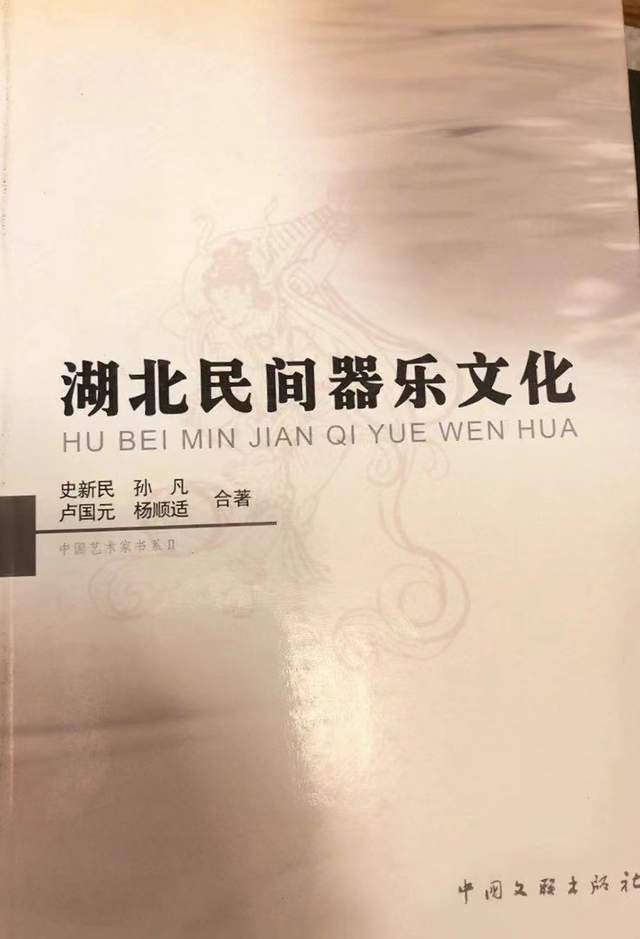 湖北民间器乐文化
HU BEI MIN JIAN QI YUE WEN HUA
史新民 孙 凡
卢国元 杨顺适 合著
中国艺术家书系 II
中国文联出版社